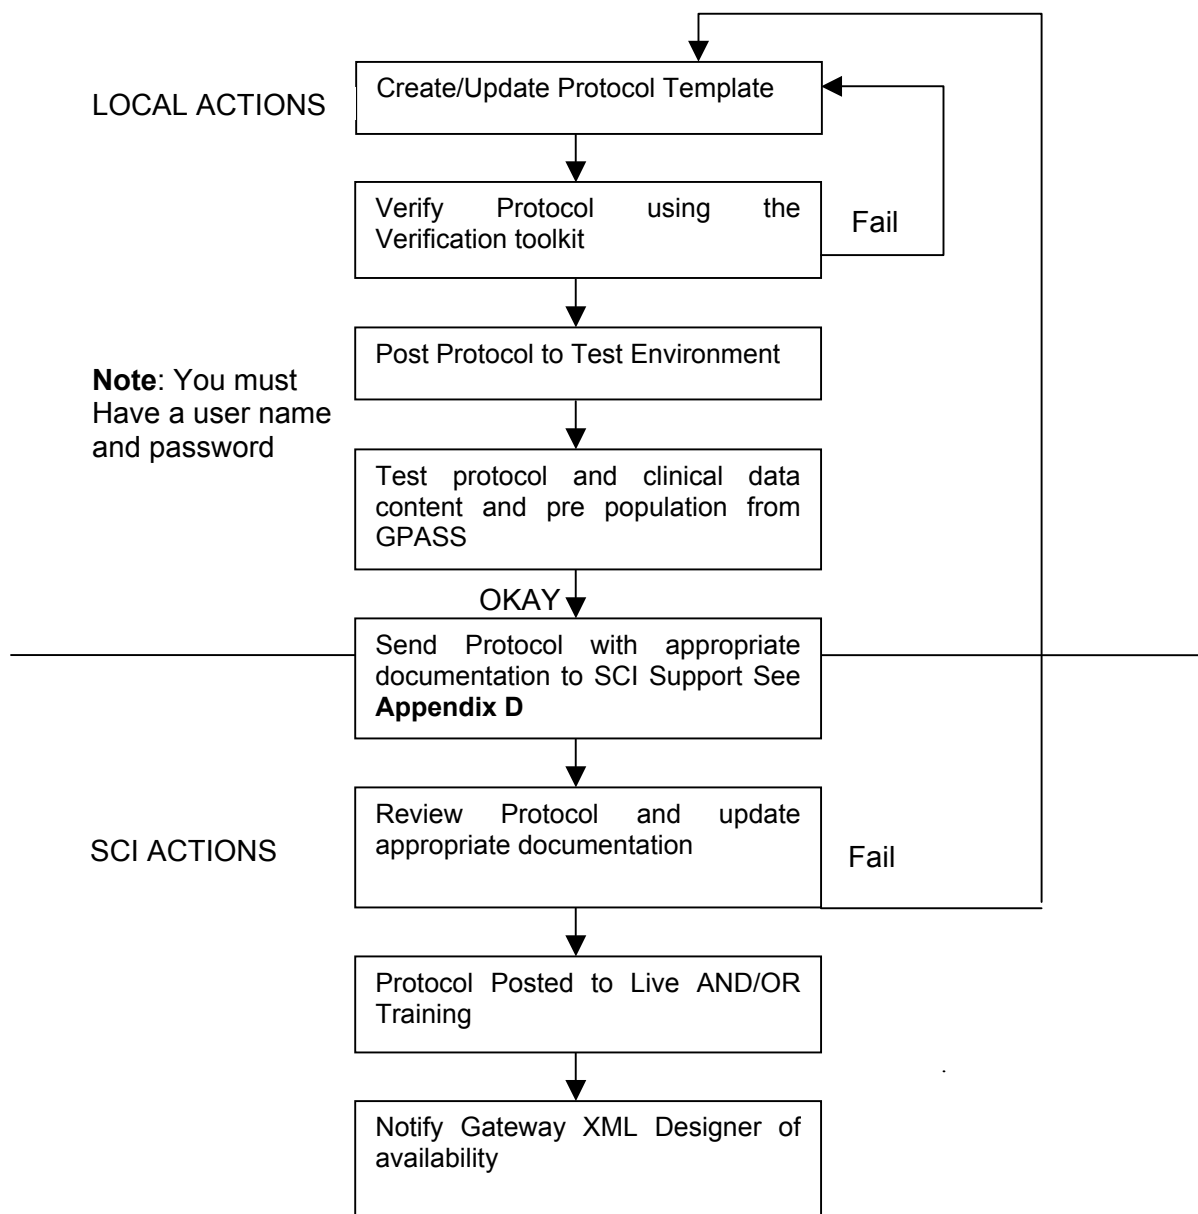 Create/Update Protocol Template
LOCAL ACTIONS
Verify Protocol using the
Verification toolkit
Fail
Post Protocol to Test Environment
Note: You must
Have a user name
and password
Test protocol and clinical data
content and pre population from
GPASS
OKAY
Send Protocol with appropriate
documentation to SCI Support See
Appendix D
Review Protocol and update
appropriate documentation
SCI ACTIONS
Fail
Protocol Posted to Live AND/OR
Training
.
Notify Gateway XML Designer of
availability